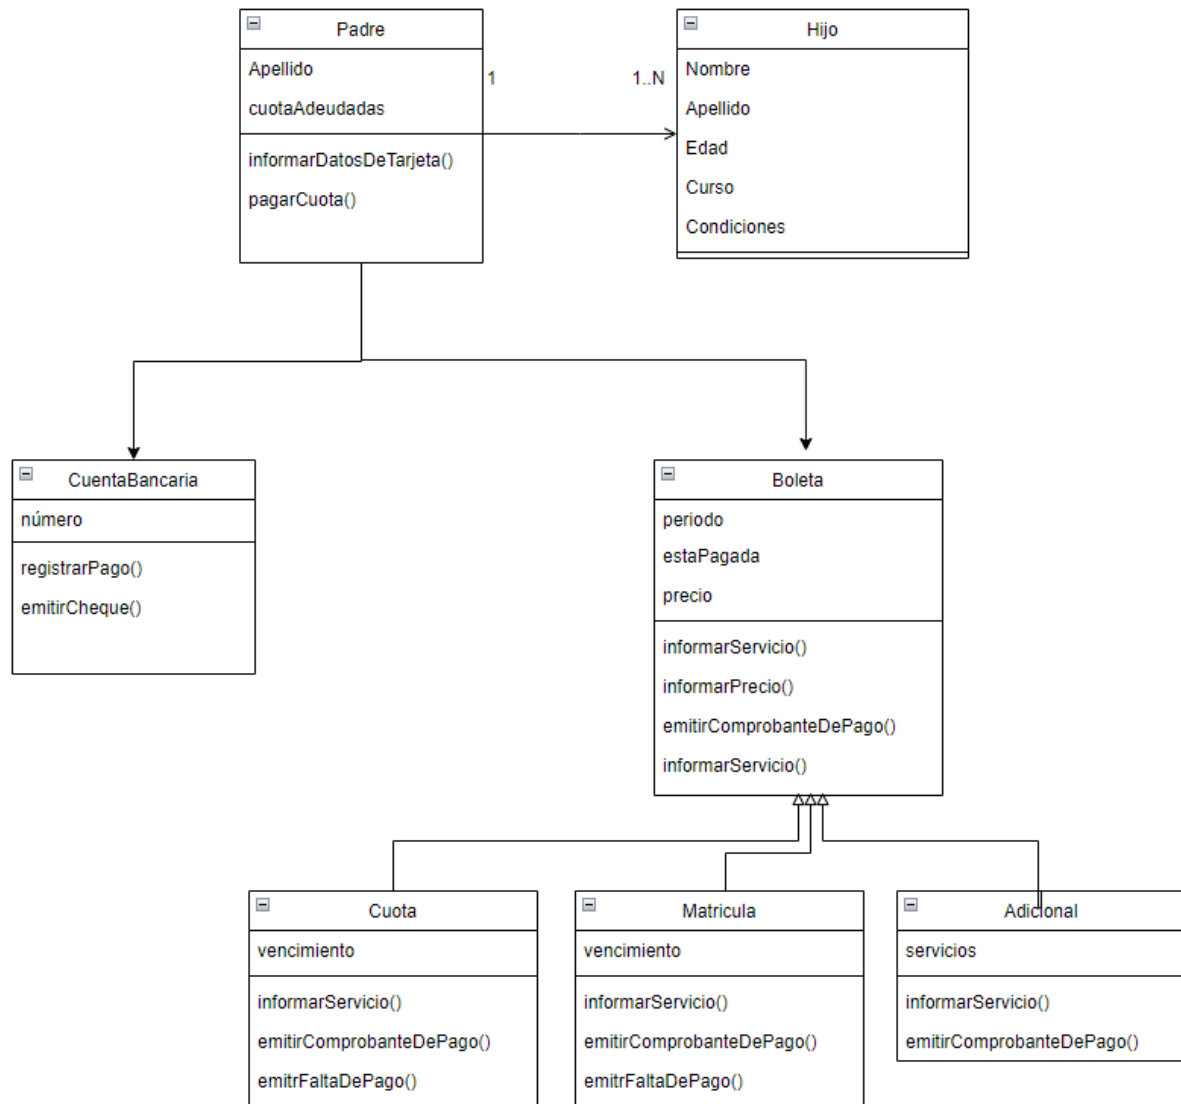 Padre
Apellido
cuotaAdeudadas
informarDatosDeTarjeta()
pagarCuota()
1
1..N
Hijo
Nombre
Apellido
Edad
Curso
Condiciones
CuentaBancaria
número
registrarPago()
emitirCheque()
Boleta
periodo
estaPagada
precio
informarServicio()
informarPrecio()
emitirComprobanteDePago()
informarServicio()
Cuota
vencimiento
informarServicio()
emitirComprobanteDePago()
emitrFaltaDePago()
Matricula
vencimiento
informarServicio()
emitirComprobanteDePago()
emitrFaltaDePago()
Adicional
servicios
informarServicio()
emitirComprobanteDePago()